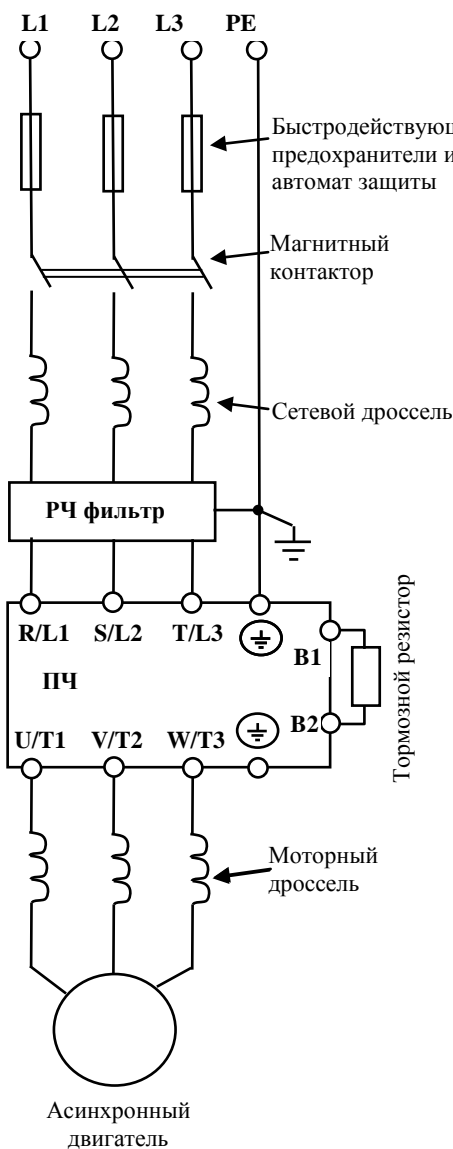 L1 L2 L3 PE
Быстродействующ
предохранители и
автомат защиты
Магнитный
контактор
Сетевой дроссель
РЧ фильтр
R/L1 S/L2 T/L3
B1
ПЧ
Тормозной резистор
B2
U/T1 V/T2 W/T3
Моторный
дроссель
Асинхронный
двигатель